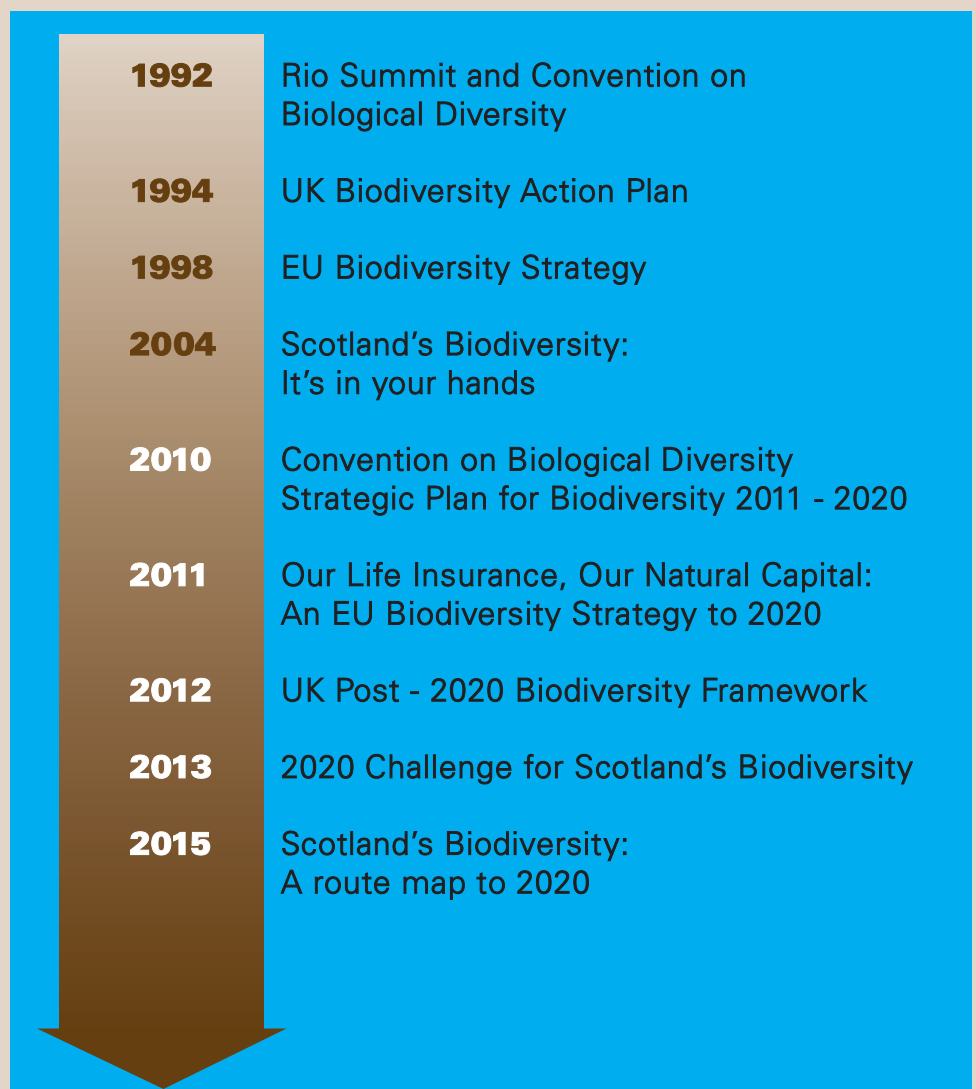 1992 Rio Summit and Convention on
Biological Diversity
1994 UK Biodiversity Action Plan
1998 EU Biodiversity Strategy
2004 Scotland’s Biodiversity:
It’s in your hands
2010 Convention on Biological Diversity
Strategic Plan for Biodiversity 2011 - 2020
2011 Our Life Insurance, Our Natural Capital:
An EU Biodiversity Strategy to 2020
2012 UK Post - 2020 Biodiversity Framework
2013 2020 Challenge for Scotland’s Biodiversity
2015 Scotland’s Biodiversity:
A route map to 2020